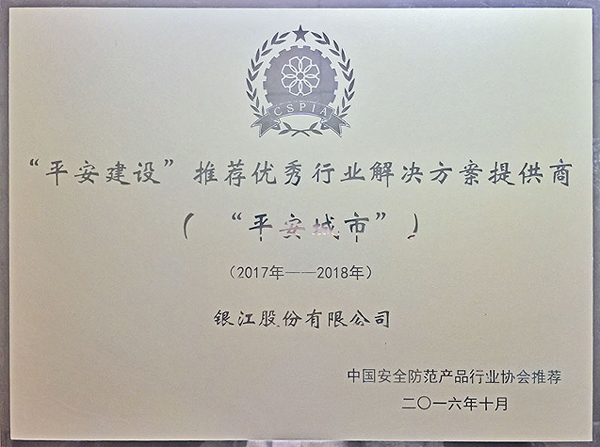 CSPIA
“平安建设”推荐优秀行业解决方案提供商
（“平安城市”）
（2017年——2018年）
银江股份有限公司
中国安全防范产品行业协会推荐
二〇一六年十月